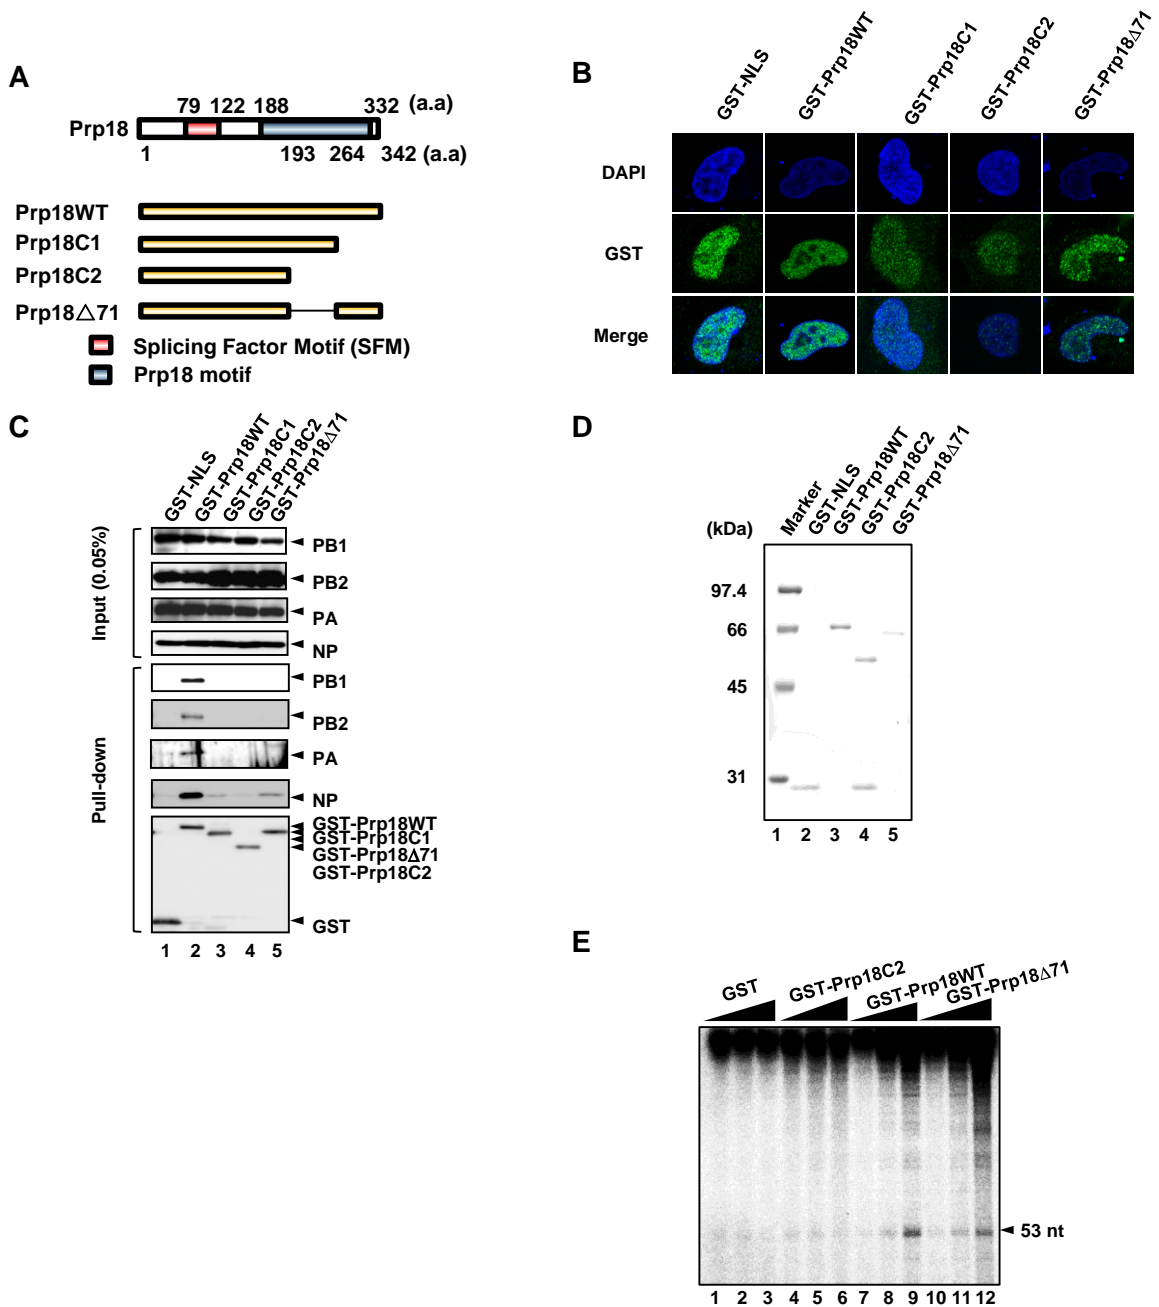 A
79 122 188 332 (a.a)
Prp18
1 193 264 342 (a.a)
Prp18WT
Prp18C1
Prp18C2
Prp18△71
Splicing Factor Motif (SFM)
Prp18 motif
B
GST-NLS
GST-Prp18WT
GST-Prp18C1
GST-Prp18C2
GST-Prp18Δ71
DAPI
GST
Merge
C
GST-NLS
GST-Prp18WT
GST-Prp18C1
GST-Prp18C2
GST-Prp18Δ71
Input (0.05%)
PB1
PB2
PA
NP
Pull-down
PB1
PB2
PA
NP
GST-Prp18WT
GST-Prp18C1
GST-Prp18Δ71
GST-Prp18C2
GST
1 2 3 4 5
D
Marker
GST-NLS
GST-Prp18WT
GST-Prp18C2
GST-Prp18Δ71
(kDa)
97.4
66
45
31
1 2 3 4 5
E
GST
GST-Prp18C2
GST-Prp18WT
GST-Prp18Δ71
53 nt
1 2 3 4 5 6 7 8 9 10 11 12